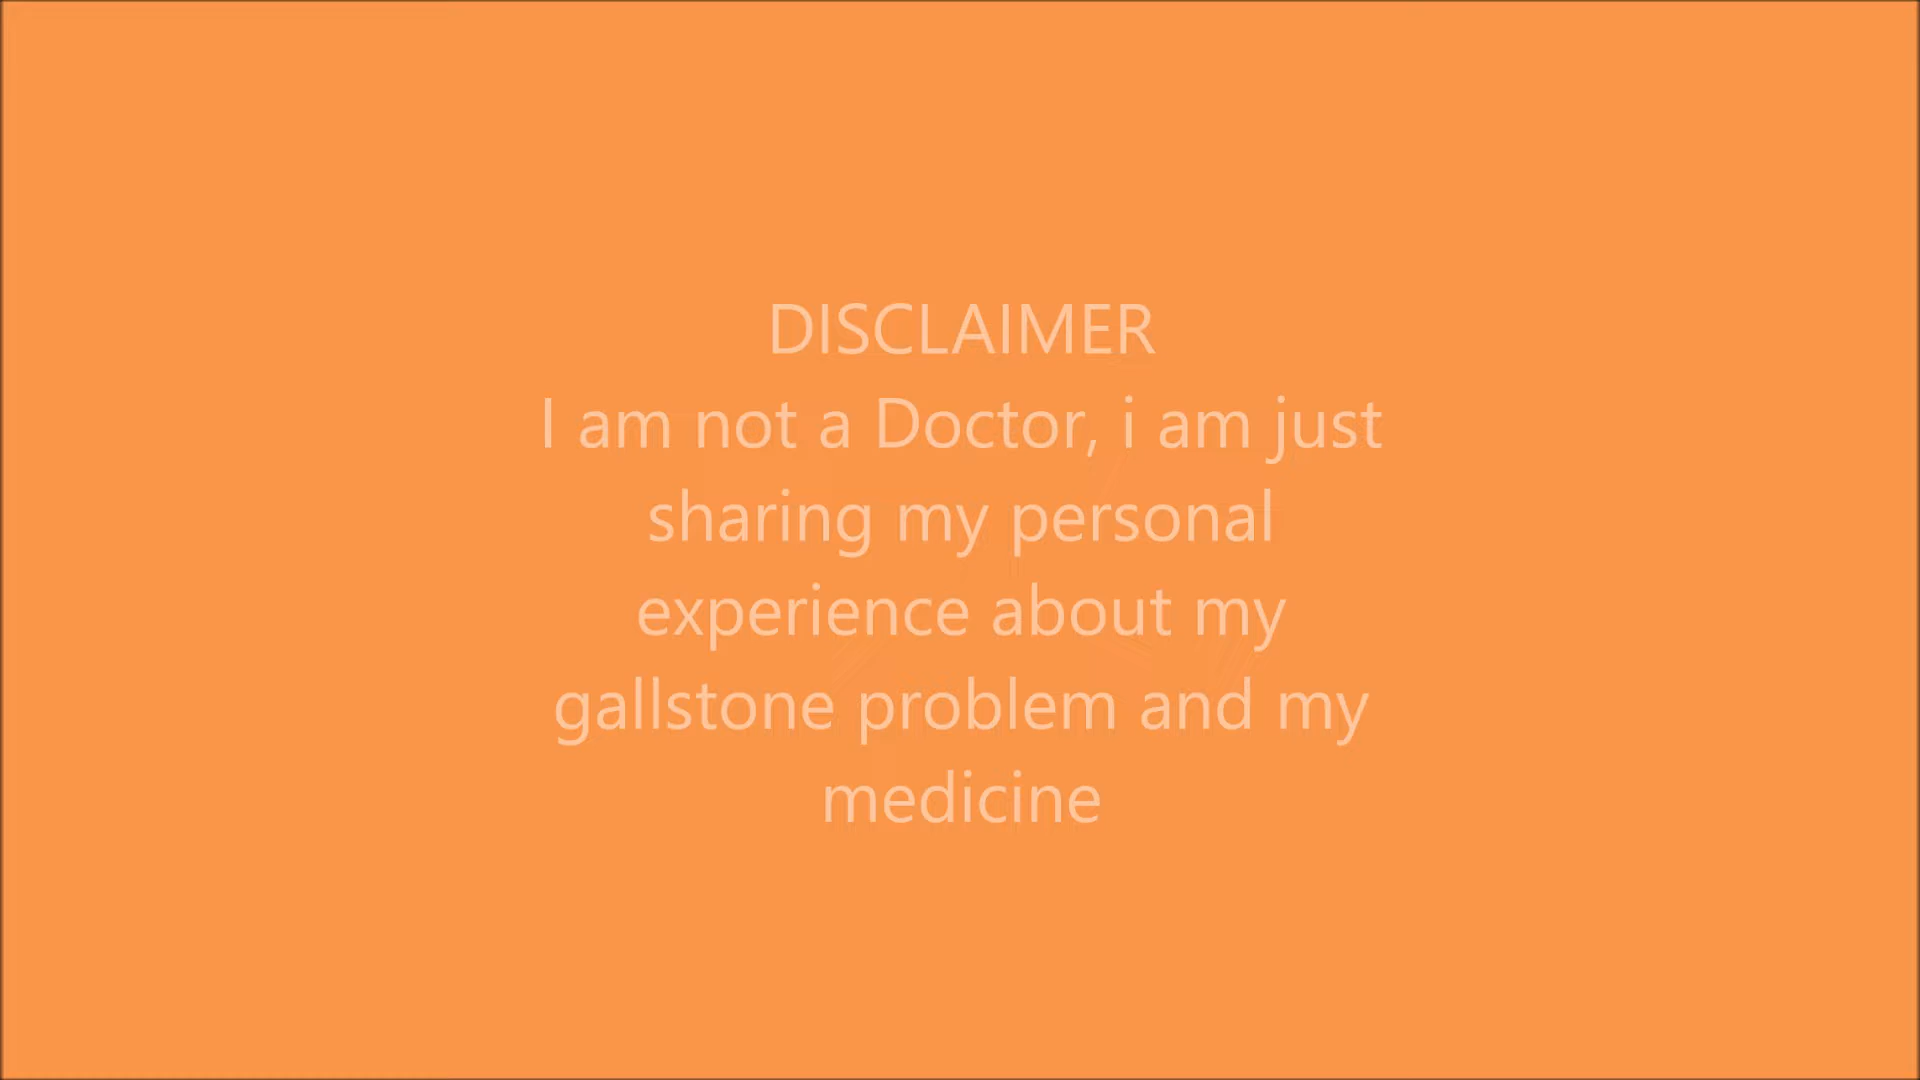 DISCLAIMER
I am not a Doctor, i am just
sharing my personal
experience about my
gallstone problem and my
medicine